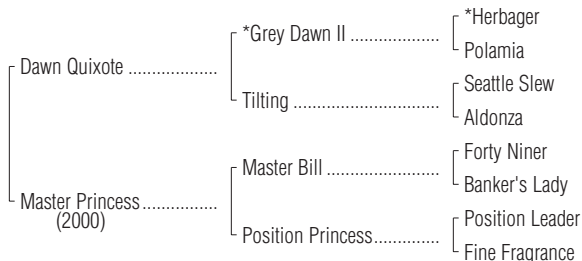 *Herbager
*Grey Dawn II ....................
Polamia
Dawn Quixote ...................
Seattle Slew
Tilting .................................
Aldonza
Forty Niner
Master Bill .........................
Banker's Lady
Master Princess................
(2000)
Position Leader
Position Princess..............
Fine Fragrance